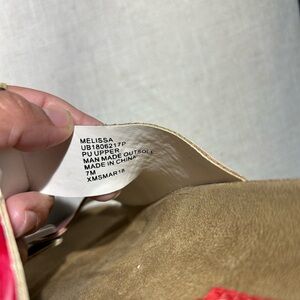 MELISSA
UB1806217P
PU UPPER
MAN MADE OUTSOLE
MADE IN CHINA
7M
XMSMAR18